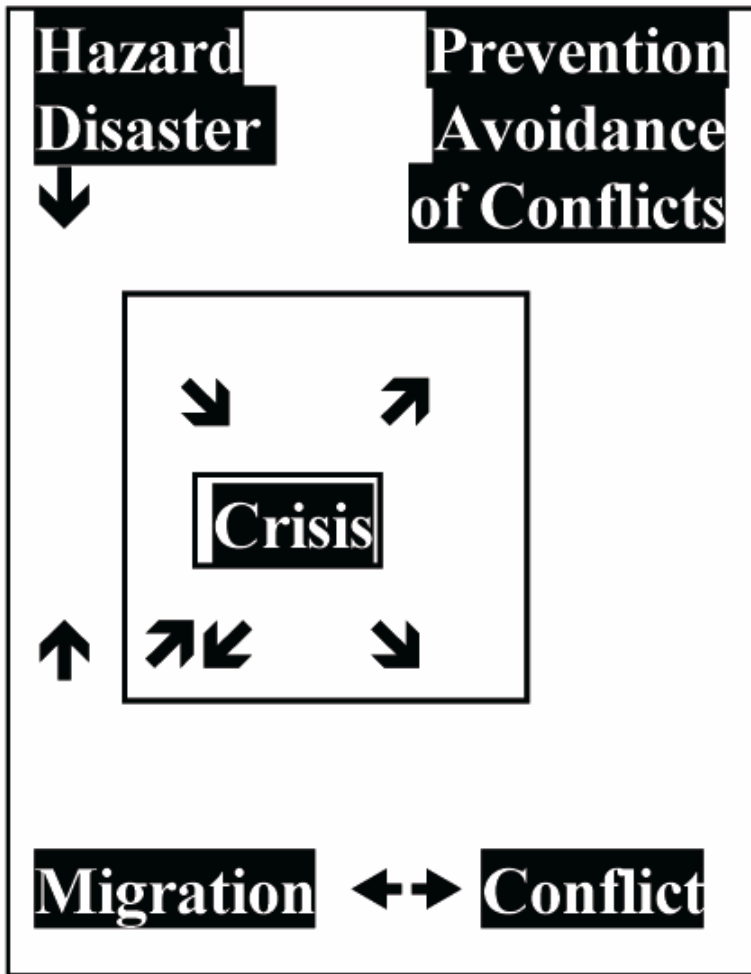 Hazard
Disaster
Prevention
Avoidance
of Conflicts
Crisis
Migration
Conflict